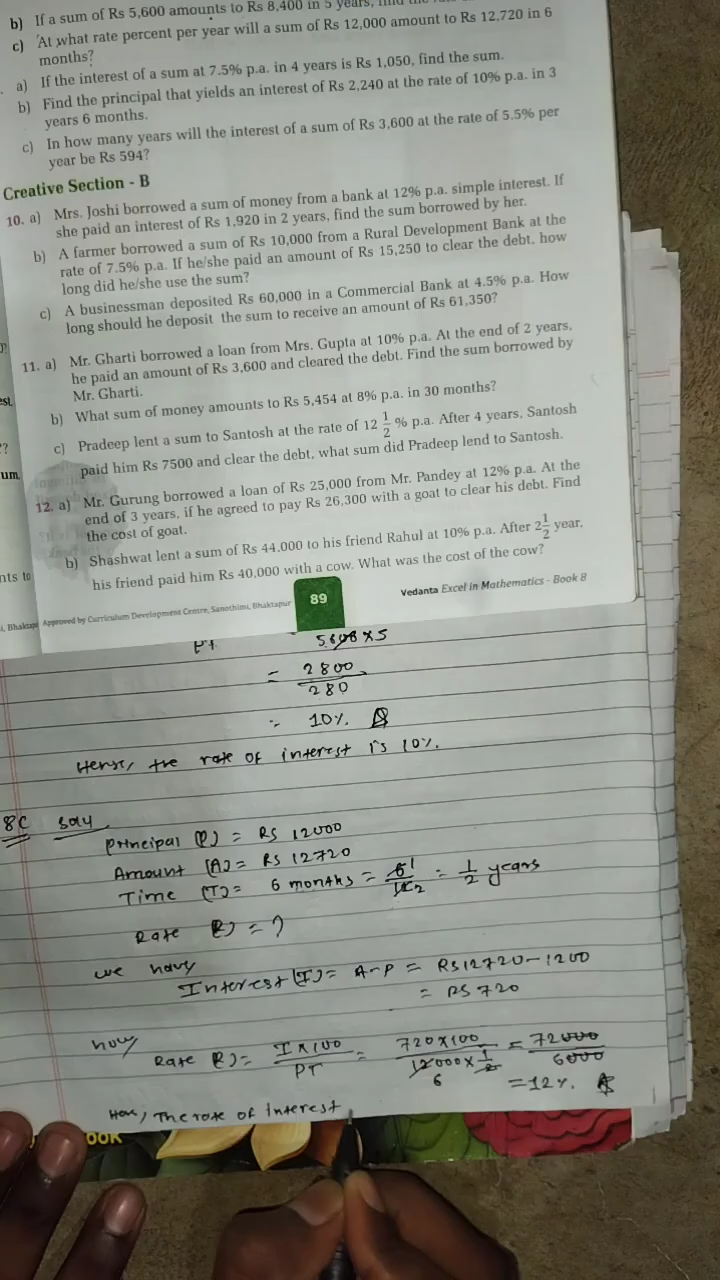 b) If a sum of Rs 5,600 amounts to Rs 8,400 in 5 years,
c) At what rate percent per year will a sum of Rs 12,000 amount to Rs 12,720 in 6
months?
a) If the interest of a sum at 7.5% p.a. in 4 years is Rs 1,050, find the sum.
b) Find the principal that yields an interest of Rs 2,240 at the rate of 10% p.a. in 3
years 6 months.
c) In how many years will the interest of a sum of Rs 3,600 at the rate of 5.5% per
year be Rs 594?
Creative Section - B
10. a) Mrs. Joshi borrowed a sum of money from a bank at 12% p.a. simple interest. If
she paid an interest of Rs 1,920 in 2 years, find the sum borrowed by her.
b) A farmer borrowed a sum of Rs 10,000 from a Rural Development Bank at the
rate of 7.5% p.a. If he/she paid an amount of Rs 15,250 to clear the debt, how
long did he/she use the sum?
c) A businessman deposited Rs 60,000 in a Commercial Bank at 4.5% p.a. How
long should he deposit the sum to receive an amount of Rs 61,350?
11. a) Mr. Gharti borrowed a loan from Mrs. Gupta at 10% p.a. At the end of 2 years,
he paid an amount of Rs 3,600 and cleared the debt. Find the sum borrowed by
Mr. Gharti.
b) What sum of money amounts to Rs 5,454 at 8% p.a. in 30 months?
c) Pradeep lent a sum to Santosh at the rate of 12 1/2 % p.a. After 4 years, Santosh
paid him Rs 7500 and clear the debt, what sum did Pradeep lend to Santosh.
12. a) Mr. Gurung borrowed a loan of Rs 25,000 from Mr. Pandey at 12% p.a. At the
end of 3 years, if he agreed to pay Rs 26,300 with a goat to clear his debt. Find
the cost of goat.
b) Shashwat lent a sum of Rs 44,000 to his friend Rahul at 10% p.a. After 2 1/2 year,
his friend paid him Rs 40,000 with a cow. What was the cost of the cow?
Approved by Curriculum Development Centre, Sanothimi, Bhaktapur 89 Vedanta Excel in Mathematics - Book 8
PT 5600 x 5
= 2800/280
= 10%.
Hense, the rate of interest is 10%.
8C Soly
Principal (P) = RS 12000
Amount (A) = RS 12720
Time (T) = 6 months = 6 1/12 2 = 1/2 years
Rate (R) = ?
we have
Interest (I) = A-P = RS 12720-1200
= RS 720
now
Rate (R) = I x 100/PT = 720x100/12000x1/2 6 = 72000/6000
= 12%.
Hen, The rate of interest